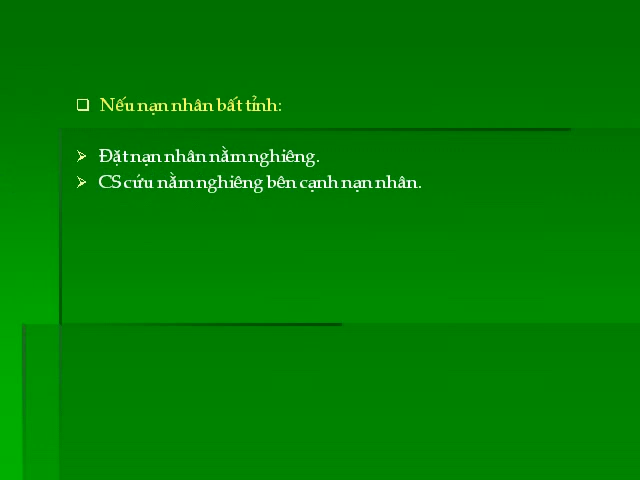 Nếu nạn nhân bất tỉnh:
Đặt nạn nhân nằm nghiêng.
CS cứu nằm nghiêng bên cạnh nạn nhân.